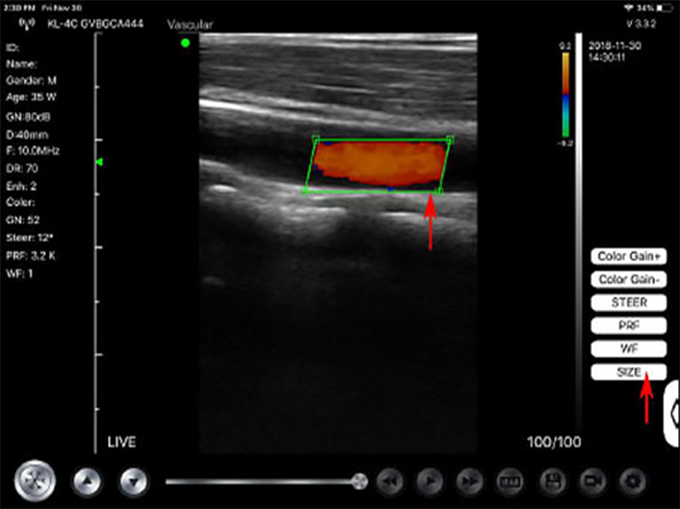 2:30 PM Fri Nov 30
34%
KL-4C GVBGCA444
Vascular
V 3.3.2
ID:
Name:
Gender: M
Age: 35 W
GN:80dB
D:40mm
F: 10.0MHz
DR: 70
Enh: 2
Color:
GN: 52
Steer: 12°
PRF: 3.2 K
WF: 1
9.2
-9.2
2018-11-30
14:30:11
Color Gain+
Color Gain-
STEER
PRF
WF
SIZE
LIVE
100/100